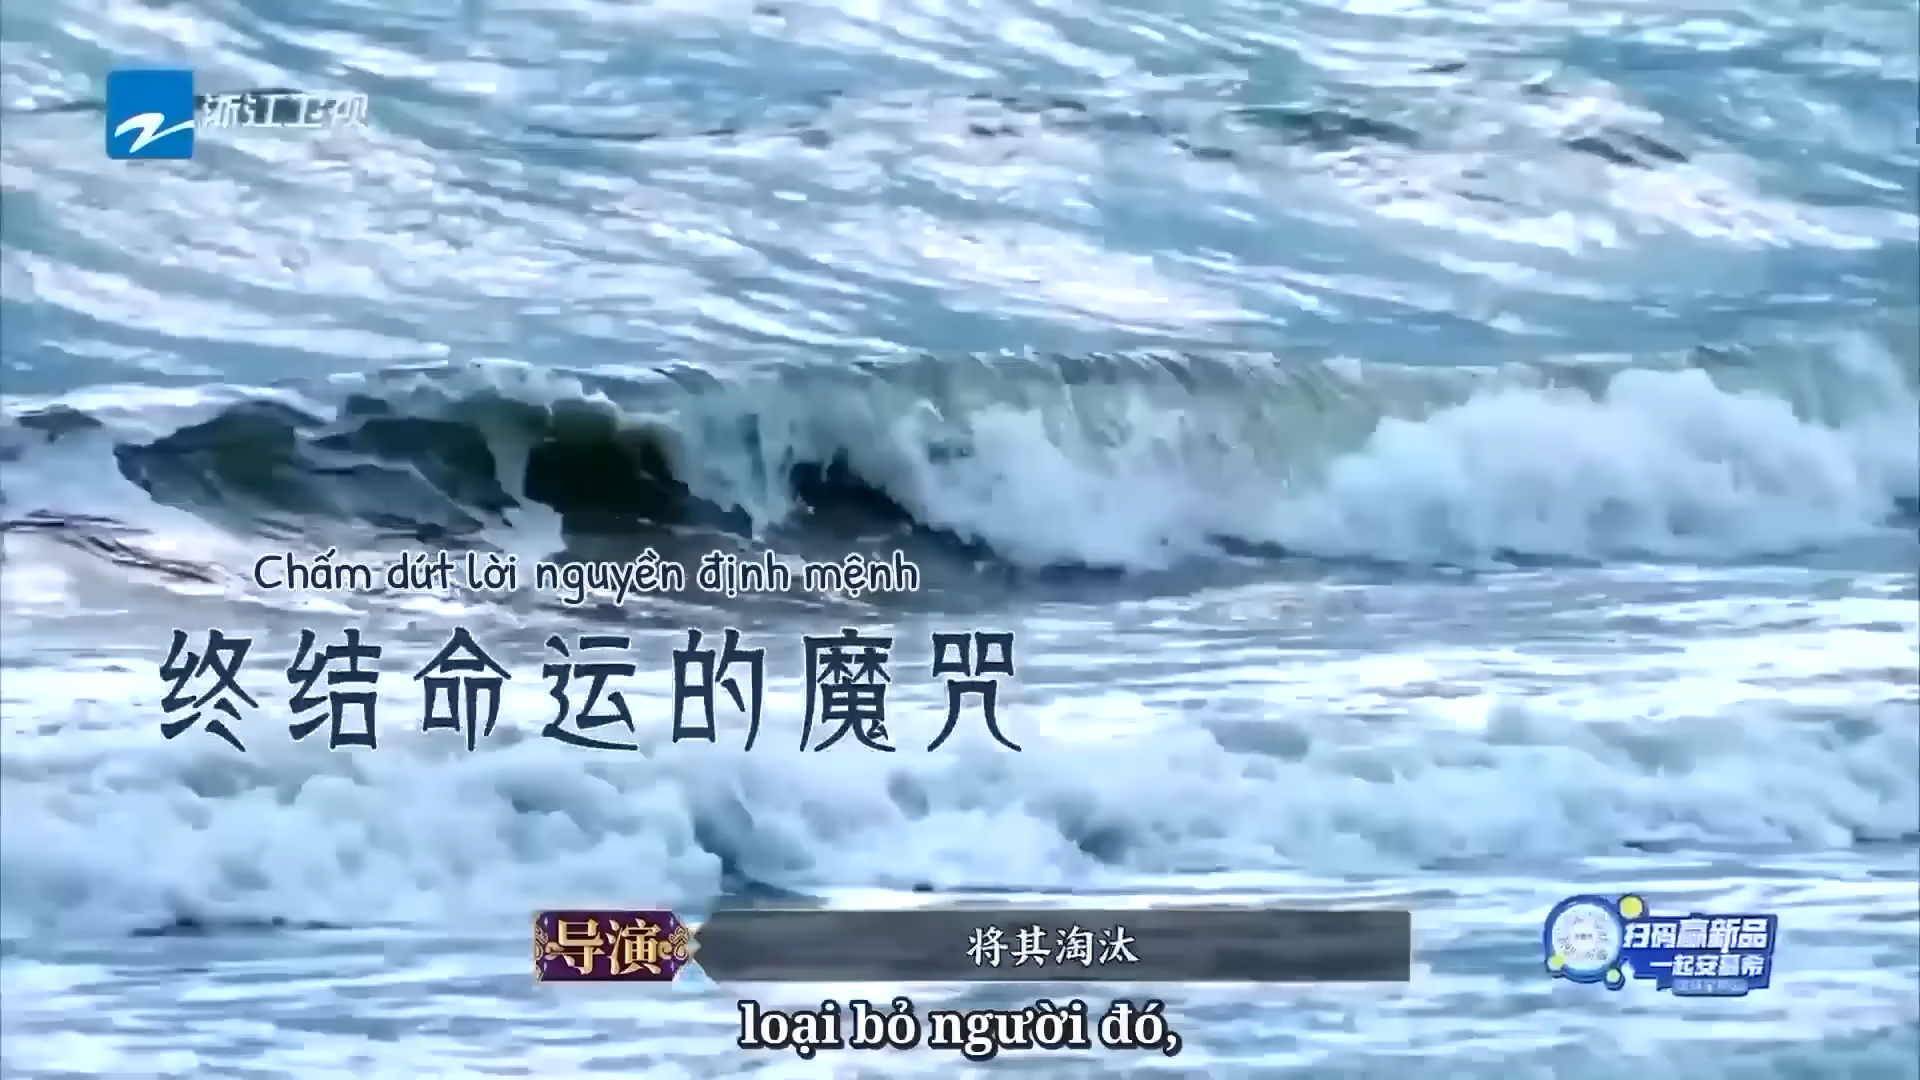 浙江卫视
Chấm dứt lời nguyền định mệnh
终结命运的魔咒
导演
将其淘汰
扫码赢新品
一起安慕希
loại bỏ người đó,